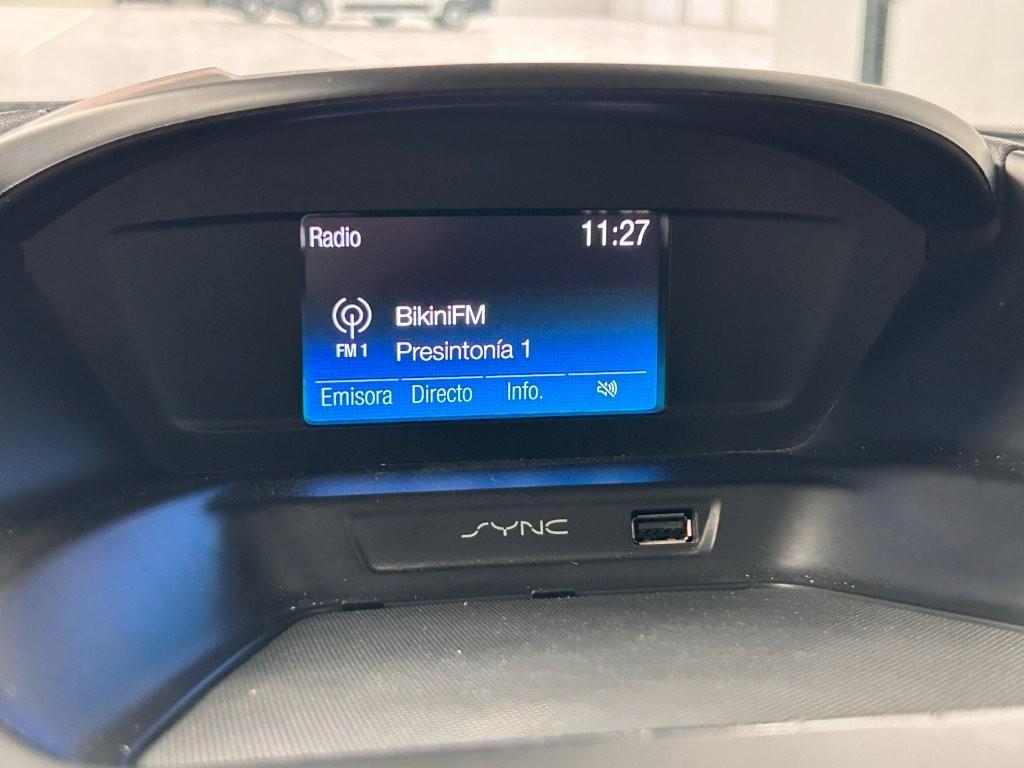 Radio
11:27
BikiniFM
FM 1
Presintonía 1
Emisora Directo Info.
SYNC